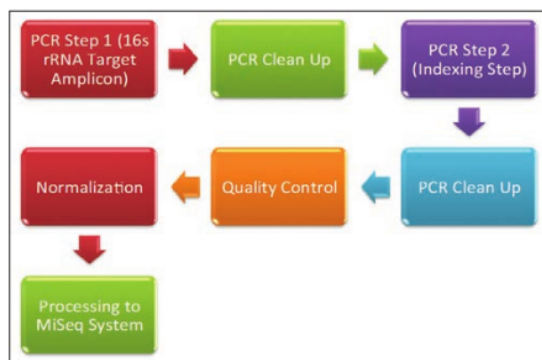 PCR Step 1 (16s
rRNA Target
Amplicon)
PCR Clean Up
PCR Step 2
(Indexing Step)
PCR Clean Up
Quality Control
Normalization
Processing to
MiSeq System